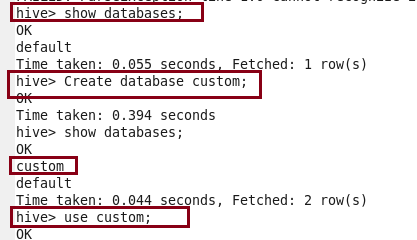 hive> show databases;
OK
default
Time taken: 0.055 seconds, Fetched: 1 row(s)
hive> Create database custom;
OK
Time taken: 0.394 seconds
hive> show databases;
OK
custom
default
Time taken: 0.044 seconds, Fetched: 2 row(s)
hive> use custom;
OK